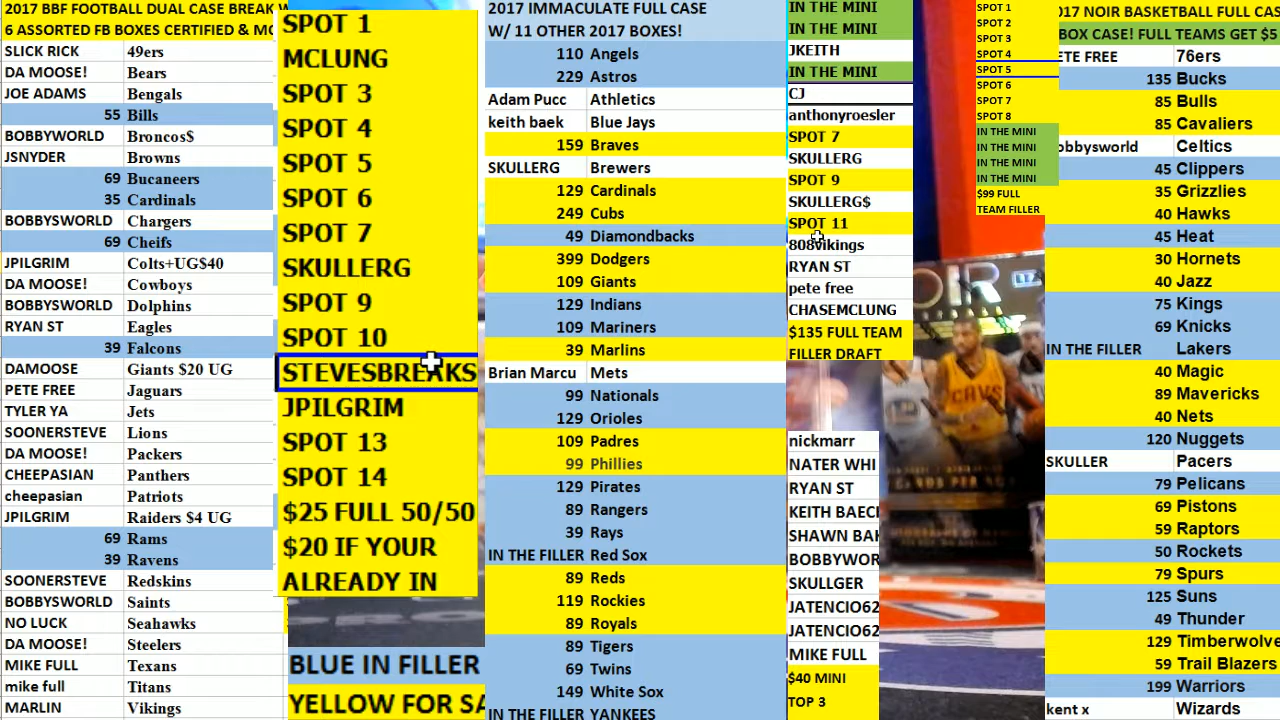 2017 BBF FOOTBALL DUAL CASE BREAK
6 ASSORTED FB BOXES CERTIFIED &
SLICK RICK 49ers
DA MOOSE! Bears
JOE ADAMS Bengals
55 Bills
BOBBYWORLD Broncos$
JSNYDER Browns
69 Bucaneers
35 Cardinals
BOBBYSWORLD Chargers
69 Cheifs
JPILGRIM Colts+UG$40
DA MOOSE! Cowboys
BOBBYSWORLD Dolphins
RYAN ST Eagles
39 Falcons
DAMOOSE Giants $20 UG
PETE FREE Jaguars
TYLER YA Jets
SOONERSTEVE Lions
DA MOOSE! Packers
CHEEPASIAN Panthers
cheepasian Patriots
JPILGRIM Raiders $4 UG
69 Rams
39 Ravens
SOONERSTEVE Redskins
BOBBYSWORLD Saints
NO LUCK Seahawks
DA MOOSE! Steelers
MIKE FULL Texans
mike full Titans
MARLIN Vikings
SPOT 1
MCLUNG
SPOT 3
SPOT 4
SPOT 5
SPOT 6
SPOT 7
SKULLERG
SPOT 9
SPOT 10
STEVESBREAKS
JPILGRIM
SPOT 13
SPOT 14
$25 FULL 50/50
$20 IF YOUR
ALREADY IN
BLUE IN FILLER
YELLOW FOR SA
2017 IMMACULATE FULL CASE
W/ 11 OTHER 2017 BOXES!
110 Angels
229 Astros
Adam Pucc Athletics
keith baek Blue Jays
159 Braves
SKULLERG Brewers
129 Cardinals
249 Cubs
49 Diamondbacks
399 Dodgers
109 Giants
129 Indians
109 Mariners
39 Marlins
Brian Marcu Mets
99 Nationals
129 Orioles
109 Padres
99 Phillies
129 Pirates
89 Rangers
39 Rays
IN THE FILLER Red Sox
89 Reds
119 Rockies
89 Royals
89 Tigers
69 Twins
149 White Sox
IN THE FILLER YANKEES
IN THE MINI
IN THE MINI
JKEITH
IN THE MINI
CJ
anthonyroesler
SPOT 7
SKULLERG
SPOT 9
SKULLERG$
SPOT 11
808vikings
RYAN ST
pete free
CHASEMCLUNG
$135 FULL TEAM
FILLER DRAFT
nickmarr
NATER WHI
RYAN ST
KEITH BAEC
SHAWN BAK
BOBBYWOR
SKULLGER
JATENCIO62
JATENCIO62
MIKE FULL
$40 MINI
TOP 3
SPOT 1
SPOT 2
SPOT 3
SPOT 4
SPOT 5
SPOT 6
SPOT 7
SPOT 8
IN THE MINI
IN THE MINI
IN THE MINI
IN THE MINI
$99 FULL
TEAM FILLER
OIR
CAVS
017 NOIR BASKETBALL FULL CAS
BOX CASE! FULL TEAMS GET $5
ETE FREE 76ers
135 Bucks
85 Bulls
85 Cavaliers
obbysworld Celtics
45 Clippers
35 Grizzlies
40 Hawks
45 Heat
30 Hornets
40 Jazz
75 Kings
69 Knicks
IN THE FILLER Lakers
40 Magic
89 Mavericks
40 Nets
120 Nuggets
SKULLER Pacers
79 Pelicans
69 Pistons
59 Raptors
50 Rockets
79 Spurs
125 Suns
49 Thunder
129 Timberwolve
59 Trail Blazers
199 Warriors
kent x Wizards